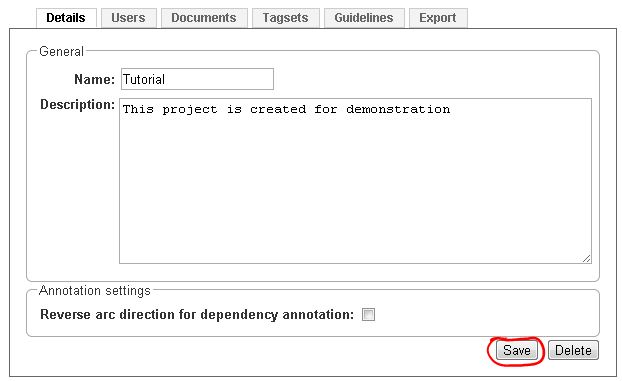 Details Users Documents Tagsets Guidelines Export
General
Name: Tutorial
Description: This project is created for demonstration
Annotation settings
Reverse arc direction for dependency annotation:
Save Delete